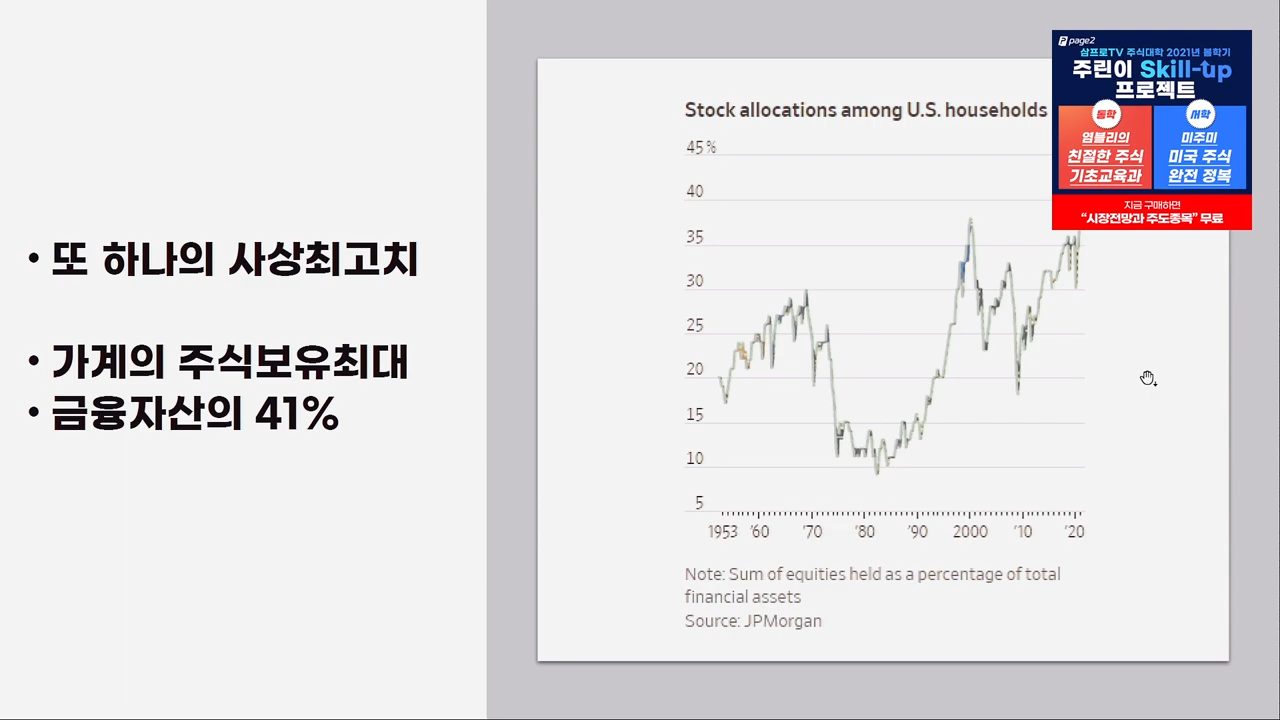 • 또 하나의 사상최고치
• 가계의 주식보유최대
• 금융자산의 41%
Stock allocations among U.S. households
45%
40
35
30
25
20
15
10
5
1953 '60 '70 '80 '90 2000 '10 '20
Note: Sum of equities held as a percentage of total
financial assets
Source: JPMorgan
page2
삼프로TV 주식대학 2021년 봄학기
주린이 Skill-up
프로젝트
동학
염블리의
친절한 주식
기초교육과
서학
미주미
미국 주식
완전 정복
지금 구매하면
“시장전망과 주도종목” 무료